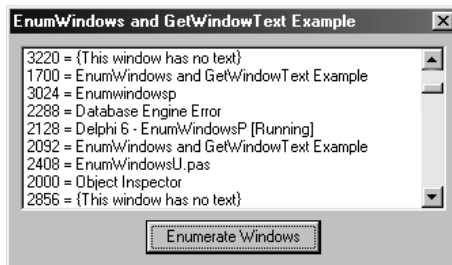 EnumWindows and GetWindowText Example
3220 = {This window has no text}
1700 = EnumWindows and GetWindowText Example
3024 = Enumwindowsp
2288 = Database Engine Error
2128 = Delphi 6 - EnumWindowsP [Running]
2092 = EnumWindows and GetWindowText Example
2408 = EnumWindowsU.pas
2000 = Object Inspector
2856 = {This window has no text}
Enumerate Windows